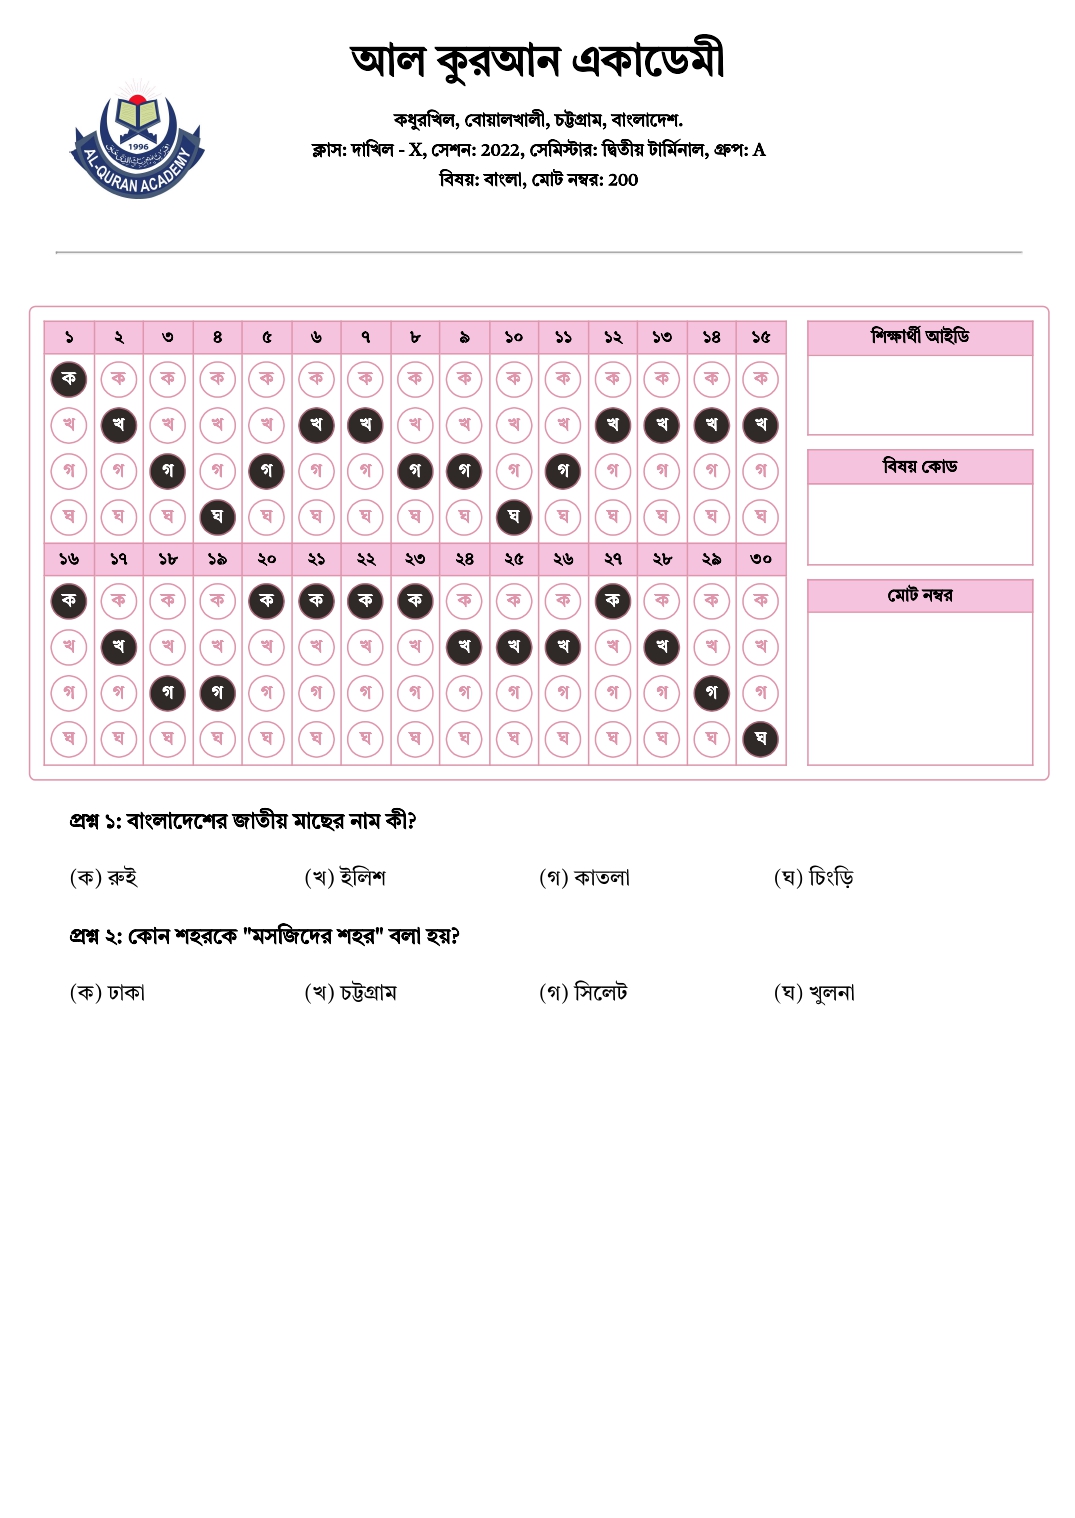 আল কুরআন একাডেমী
কধুরখিল, বোয়ালখালী, চট্টগ্রাম, বাংলাদেশ.
ক্লাস: দাখিল - X, সেশন: 2022, সেমিস্টার: দ্বিতীয় টার্মিনাল, গ্রুপ: A
বিষয়: বাংলা, মোট নম্বর: 200
1996
AL-QURAN ACADEMY
১ ২ ৩ ৪ ৫ ৬ ৭ ৮ ৯ ১০ ১১ ১২ ১৩ ১৪ ১৫
ক ক ক ক ক ক ক ক ক ক ক ক ক ক ক
খ খ খ খ খ খ খ খ খ খ খ খ খ খ খ
গ গ গ গ গ গ গ গ গ গ গ গ গ গ গ
ঘ ঘ ঘ ঘ ঘ ঘ ঘ ঘ ঘ ঘ ঘ ঘ ঘ ঘ ঘ
১৬ ১৭ ১৮ ১৯ ২০ ২১ ২২ ২৩ ২৪ ২৫ ২৬ ২৭ ২৮ ২৯ ৩০
ক ক ক ক ক ক ক ক ক ক ক ক ক ক ক
খ খ খ খ খ খ খ খ খ খ খ খ খ খ খ
গ গ গ গ গ গ গ গ গ গ গ গ গ গ গ
ঘ ঘ ঘ ঘ ঘ ঘ ঘ ঘ ঘ ঘ ঘ ঘ ঘ ঘ ঘ
শিক্ষার্থী আইডি
বিষয় কোড
মোট নম্বর
প্রশ্ন ১: বাংলাদেশের জাতীয় মাছের নাম কী?
(ক) রুই (খ) ইলিশ (গ) কাতলা (ঘ) চিংড়ি
প্রশ্ন ২: কোন শহরকে "মসজিদের শহর" বলা হয়?
(ক) ঢাকা (খ) চট্টগ্রাম (গ) সিলেট (ঘ) খুলনা